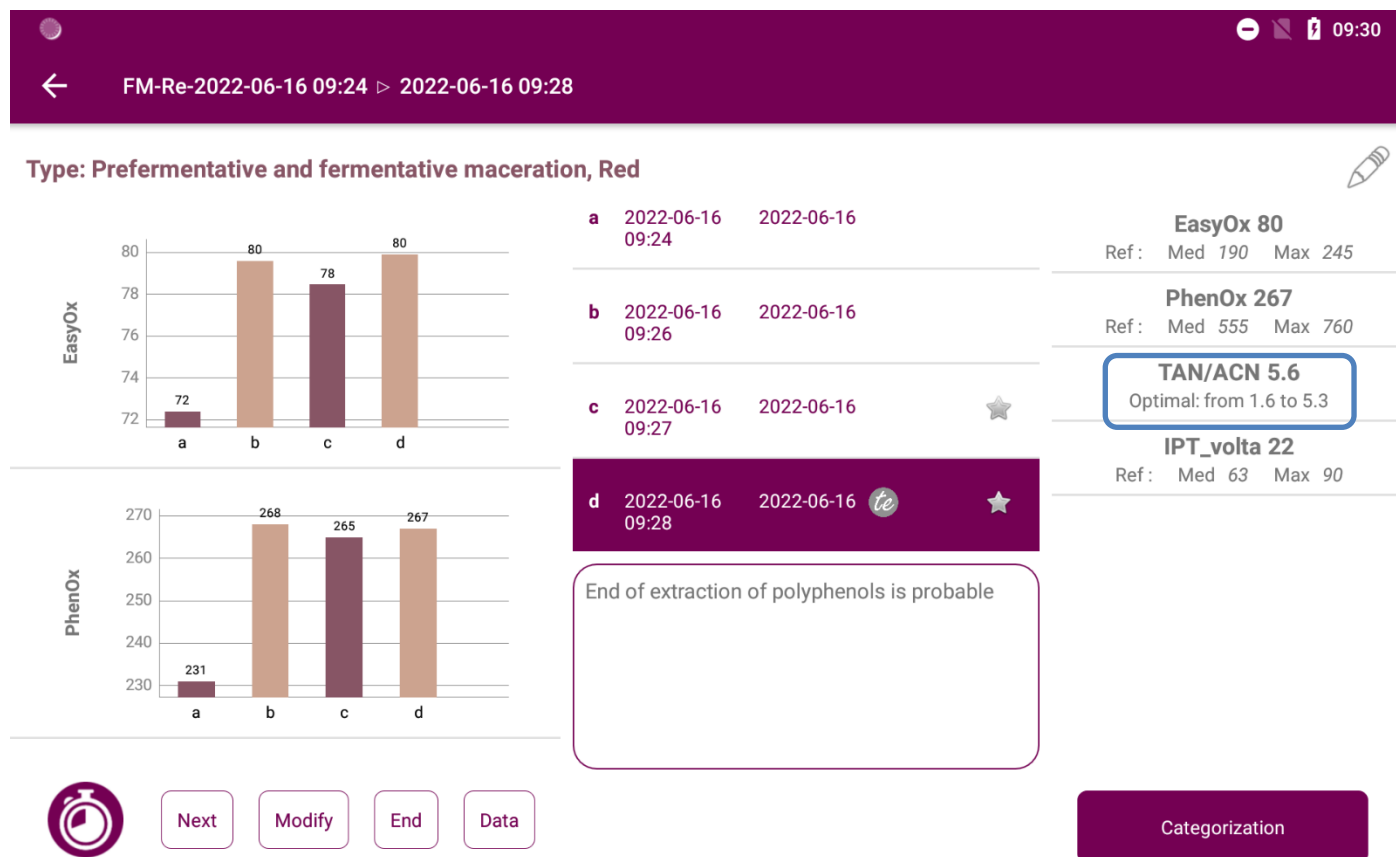 09:30
FM-Re-2022-06-16 09:24 ▷ 2022-06-16 09:28
Type: Prefermentative and fermentative maceration, Red
EasyOx
80
78
76
74
72
72
80
78
80
a b c d
PhenOx
270
260
250
240
230
231
268
265
267
a b c d
a 2022-06-16 2022-06-16
09:24
b 2022-06-16 2022-06-16
09:26
c 2022-06-16 2022-06-16
09:27
d 2022-06-16 2022-06-16 te
09:28
End of extraction of polyphenols is probable
EasyOx 80
Ref : Med 190 Max 245
PhenOx 267
Ref : Med 555 Max 760
TAN/ACN 5.6
Optimal: from 1.6 to 5.3
IPT_volta 22
Ref : Med 63 Max 90
Next Modify End Data
Categorization